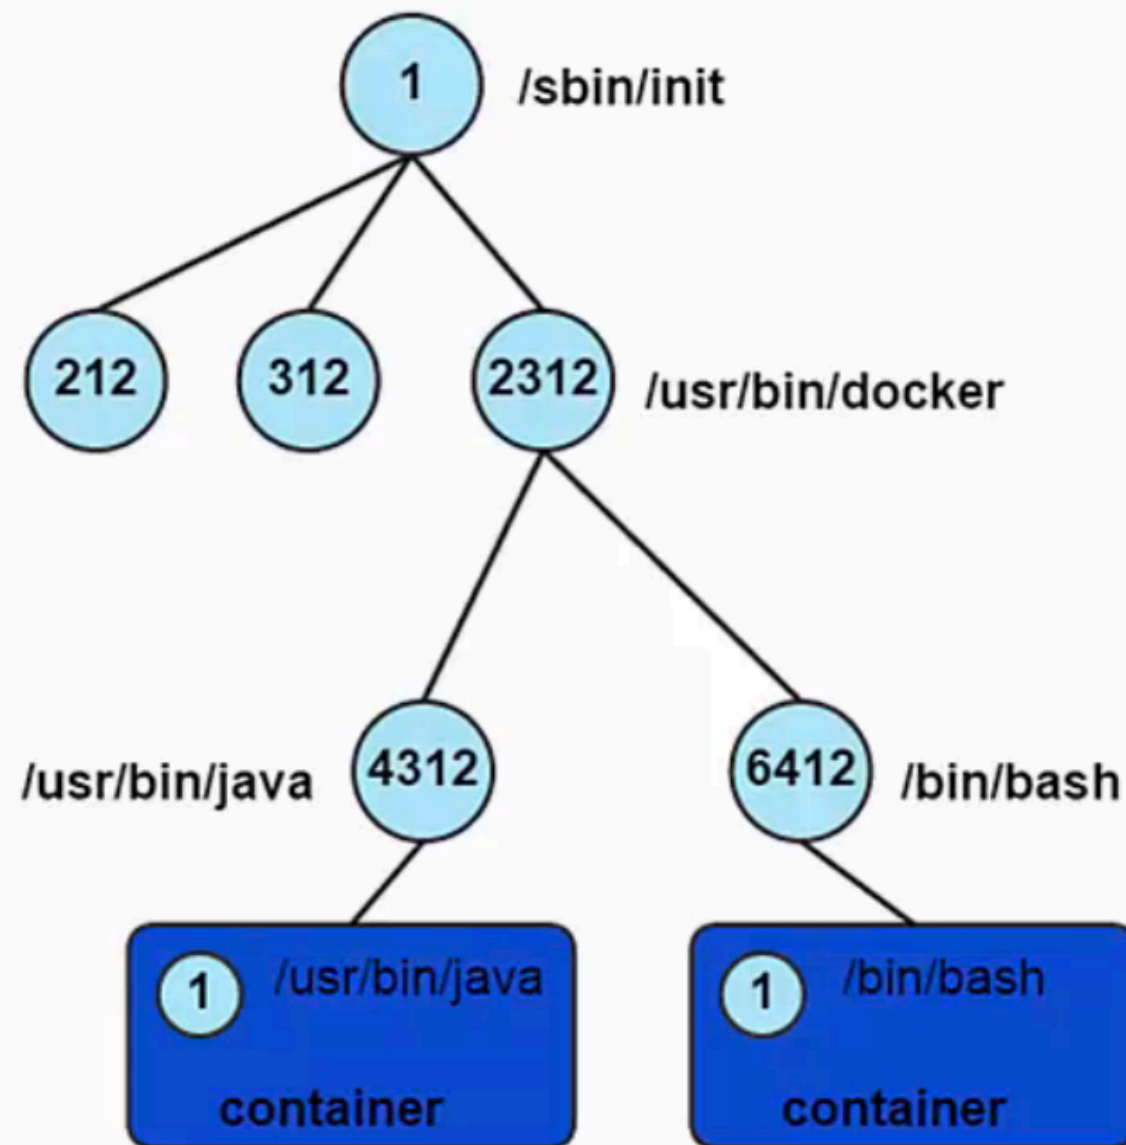 1 /sbin/init
212 312 2312 /usr/bin/docker
/usr/bin/java 4312 6412 /bin/bash
1 /usr/bin/java
container
1 /bin/bash
container